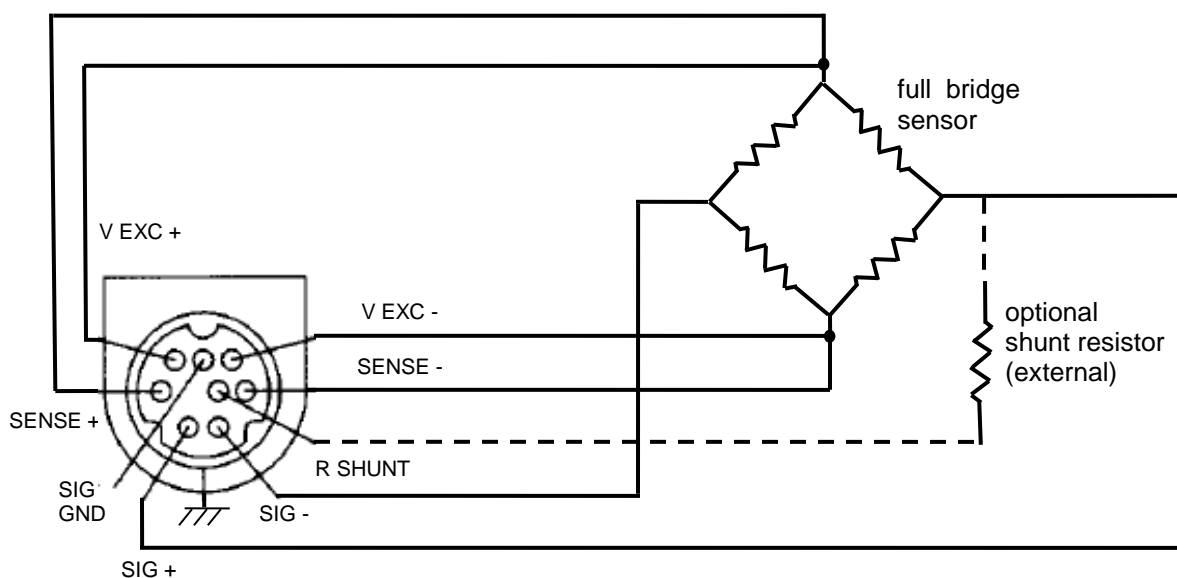 full bridge
sensor
V EXC +
V EXC -
optional
shunt resistor
(external)
SENSE -
SENSE +
R SHUNT
SIG
GND
SIG -
SIG +